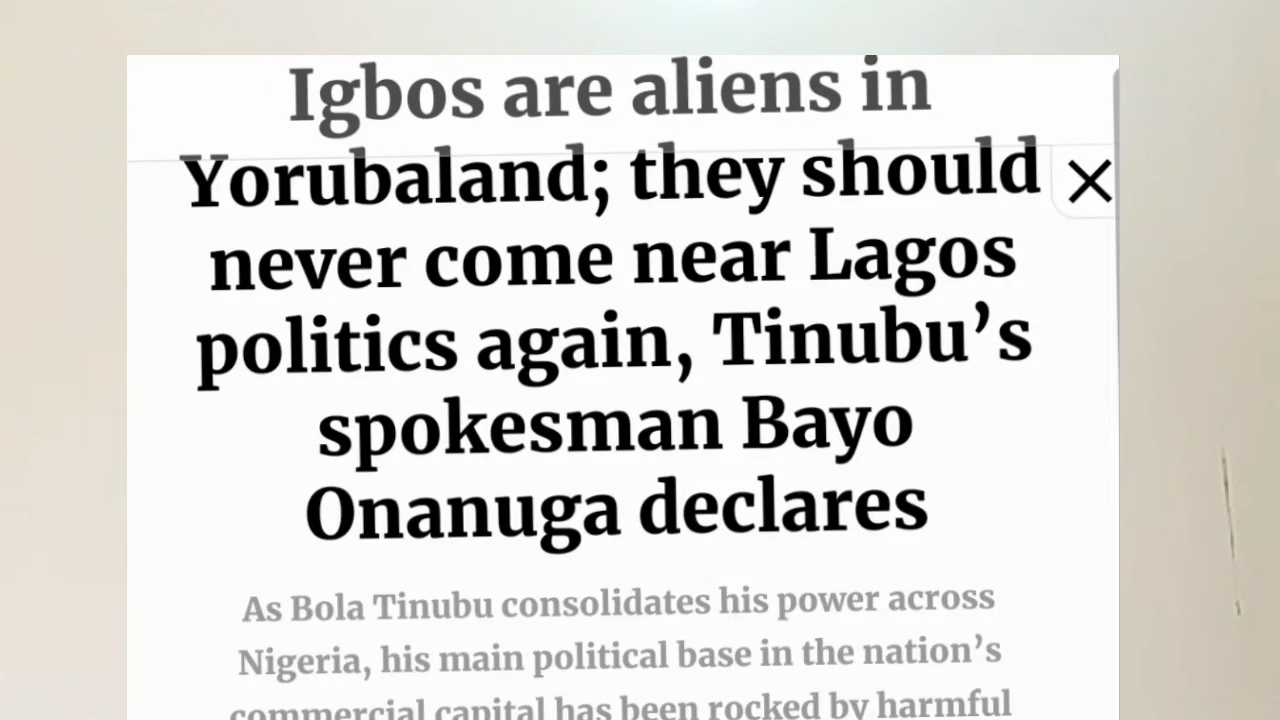 Igbos are aliens in
Yorubaland; they should
never come near Lagos
politics again, Tinubu’s
spokesman Bayo
Onanuga declares
As Bola Tinubu consolidates his power across
Nigeria, his main political base in the nation’s
commercial capital has been rocked by harmful